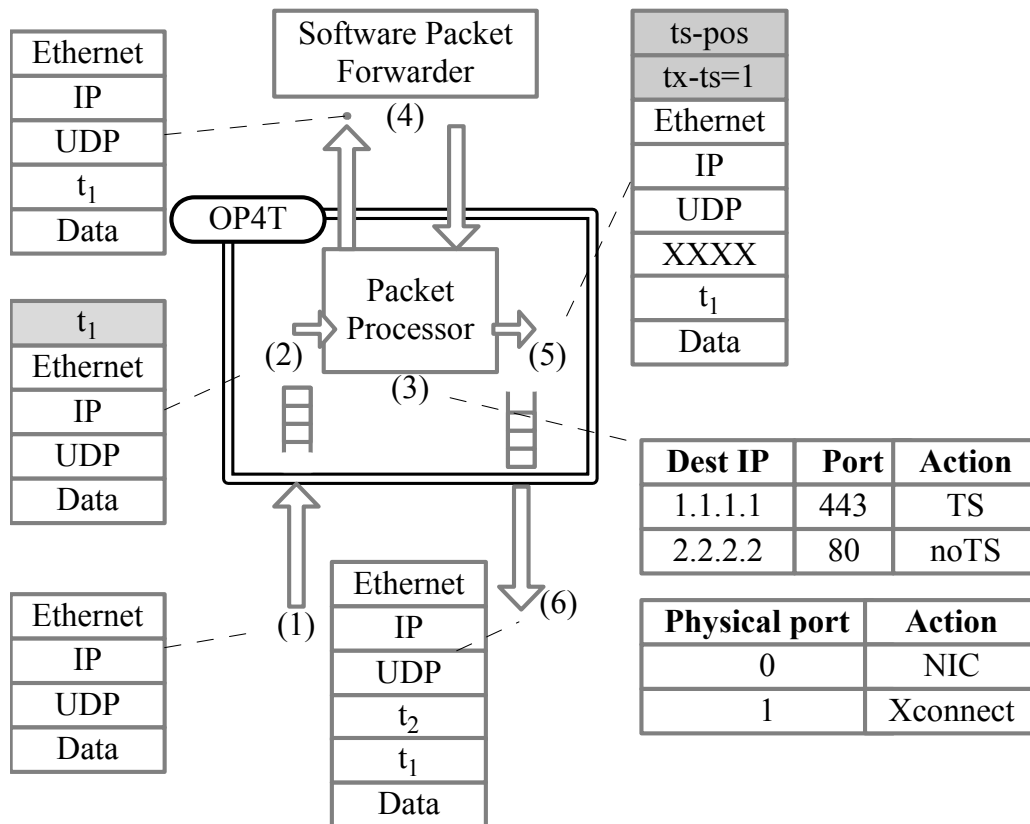 Ethernet
IP
UDP
t₁
Data
Software Packet
Forwarder
(4)
ts-pos
tx-ts=1
Ethernet
IP
UDP
XXXX
t₁
Data
OP4T
Packet
Processor
(2)
(5)
(3)
t₁
Ethernet
IP
UDP
Data
Dest IP Port Action
1.1.1.1 443 TS
2.2.2.2 80 noTS
Physical port Action
0 NIC
1 Xconnect
Ethernet
IP
UDP
Data
(1)
Ethernet
IP
UDP
t₂
t₁
Data
(6)